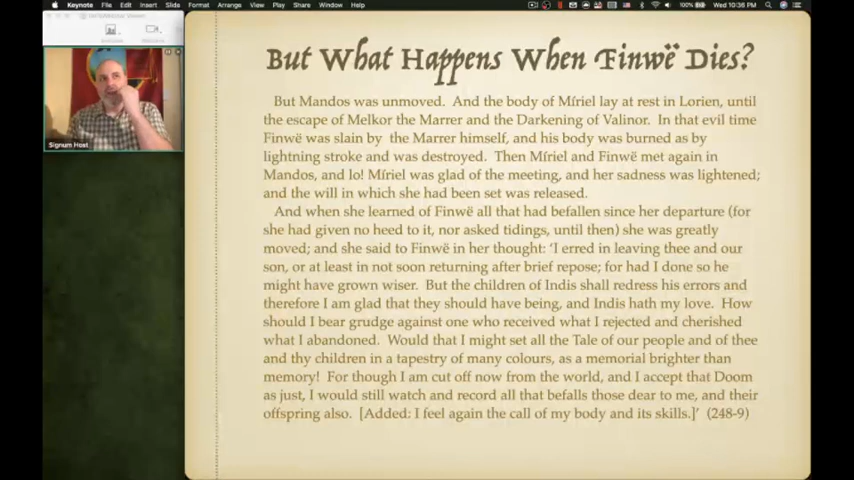 Keynote File Edit Insert Slide Format Arrange View Play Share Window Help 100% Wed 10:36 PM
Signum Host
But What Happens When Finwë Dies?
But Mandos was unmoved. And the body of Míriel lay at rest in Lorien, until
the escape of Melkor the Marrer and the Darkening of Valinor. In that evil time
Finwë was slain by the Marrer himself, and his body was burned as by
lightning stroke and was destroyed. Then Míriel and Finwë met again in
Mandos, and lo! Míriel was glad of the meeting, and her sadness was lightened;
and the will in which she had been set was released.
And when she learned of Finwë all that had befallen since her departure (for
she had given no heed to it, nor asked tidings, until then) she was greatly
moved; and she said to Finwë in her thought: ‘I erred in leaving thee and our
son, or at least in not soon returning after brief repose; for had I done so he
might have grown wiser. But the children of Indis shall redress his errors and
therefore I am glad that they should have being, and Indis hath my love. How
should I bear grudge against one who received what I rejected and cherished
what I abandoned. Would that I might set all the Tale of our people and of thee
and thy children in a tapestry of many colours, as a memorial brighter than
memory! For though I am cut off now from the world, and I accept that Doom
as just, I would still watch and record all that befalls those dear to me, and their
offspring also. [Added: I feel again the call of my body and its skills.]’ (248-9)